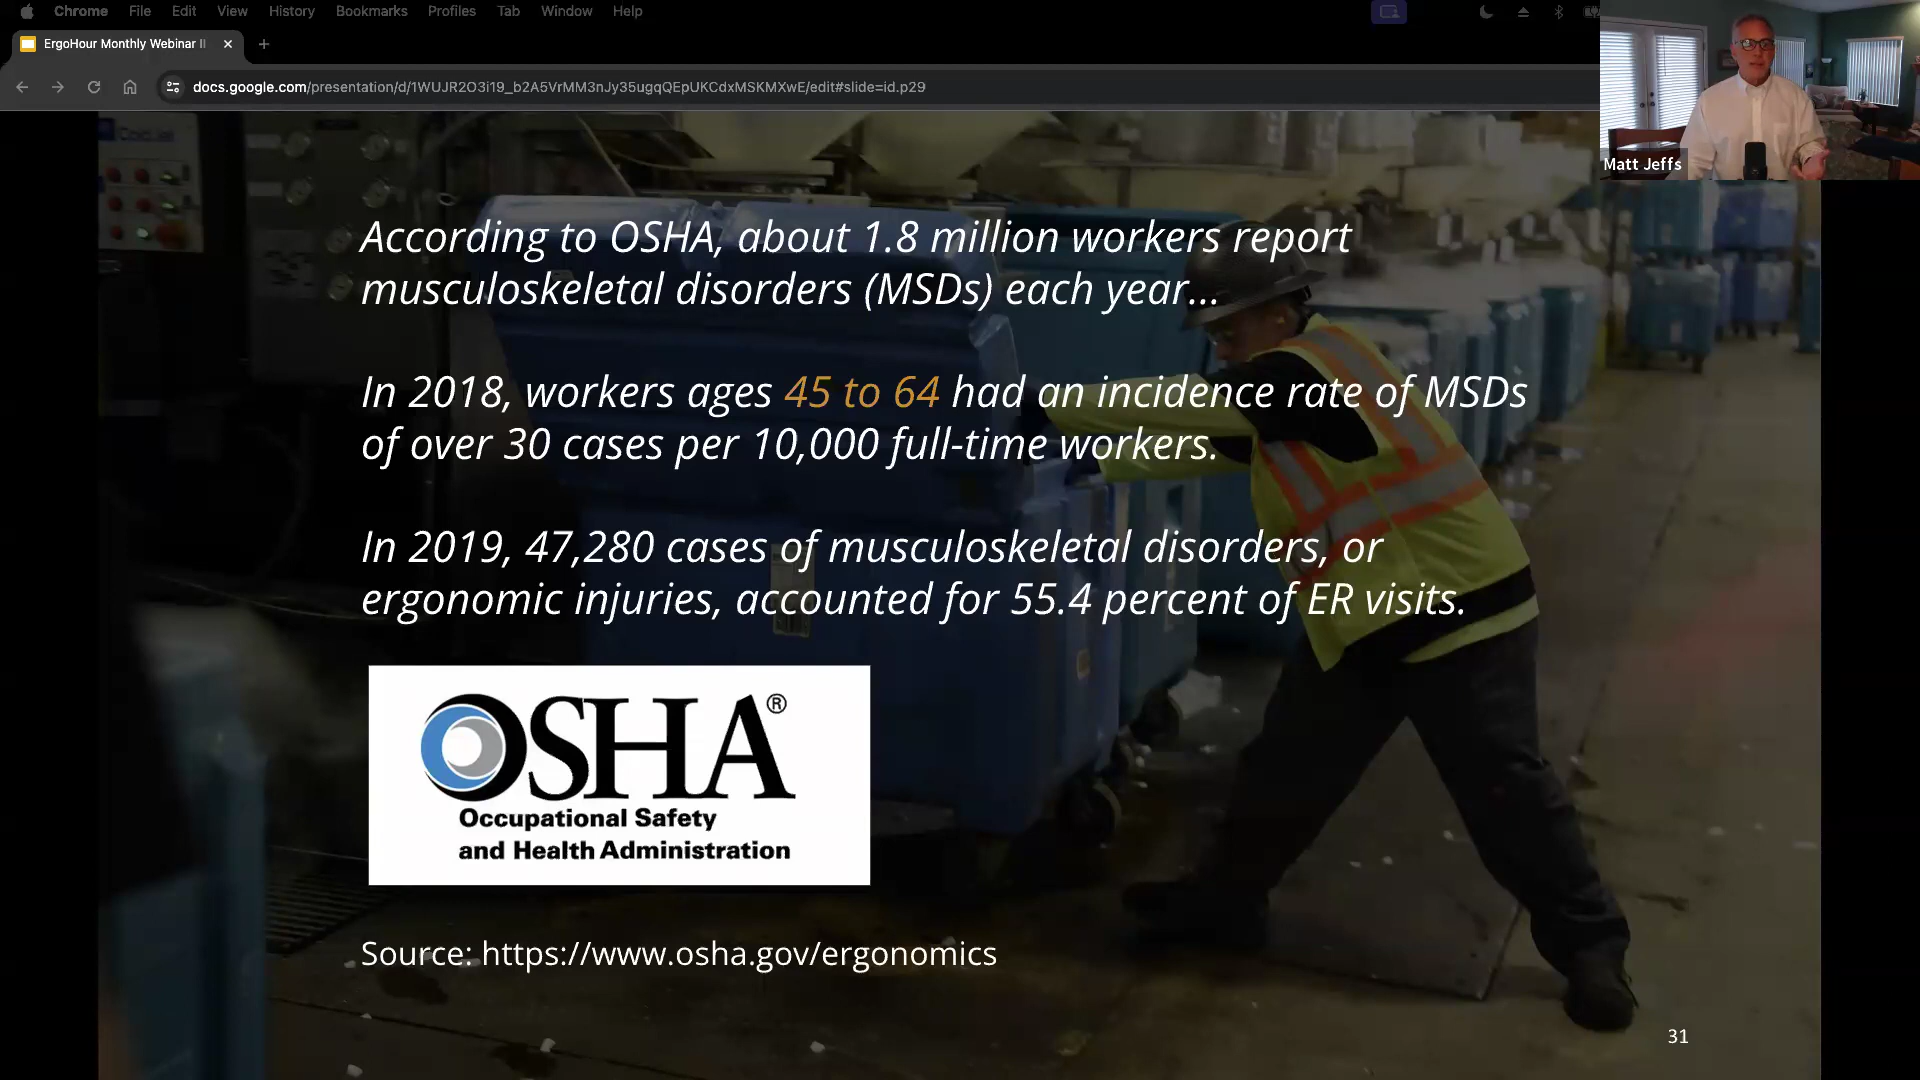 Chrome File Edit View History Bookmarks Profiles Tab Window Help
ErgoHour Monthly Webinar II
docs.google.com/presentation/d/1WUJR2O3i19_b2A5VrMM3nJy35ugqQEpUKCdxMSKMXwE/edit#slide=id.p29
Matt Jeffs
According to OSHA, about 1.8 million workers report
musculoskeletal disorders (MSDs) each year...
In 2018, workers ages 45 to 64 had an incidence rate of MSDs
of over 30 cases per 10,000 full-time workers.
In 2019, 47,280 cases of musculoskeletal disorders, or
ergonomic injuries, accounted for 55.4 percent of ER visits.
OSHA®
Occupational Safety
and Health Administration
Source: https://www.osha.gov/ergonomics
31